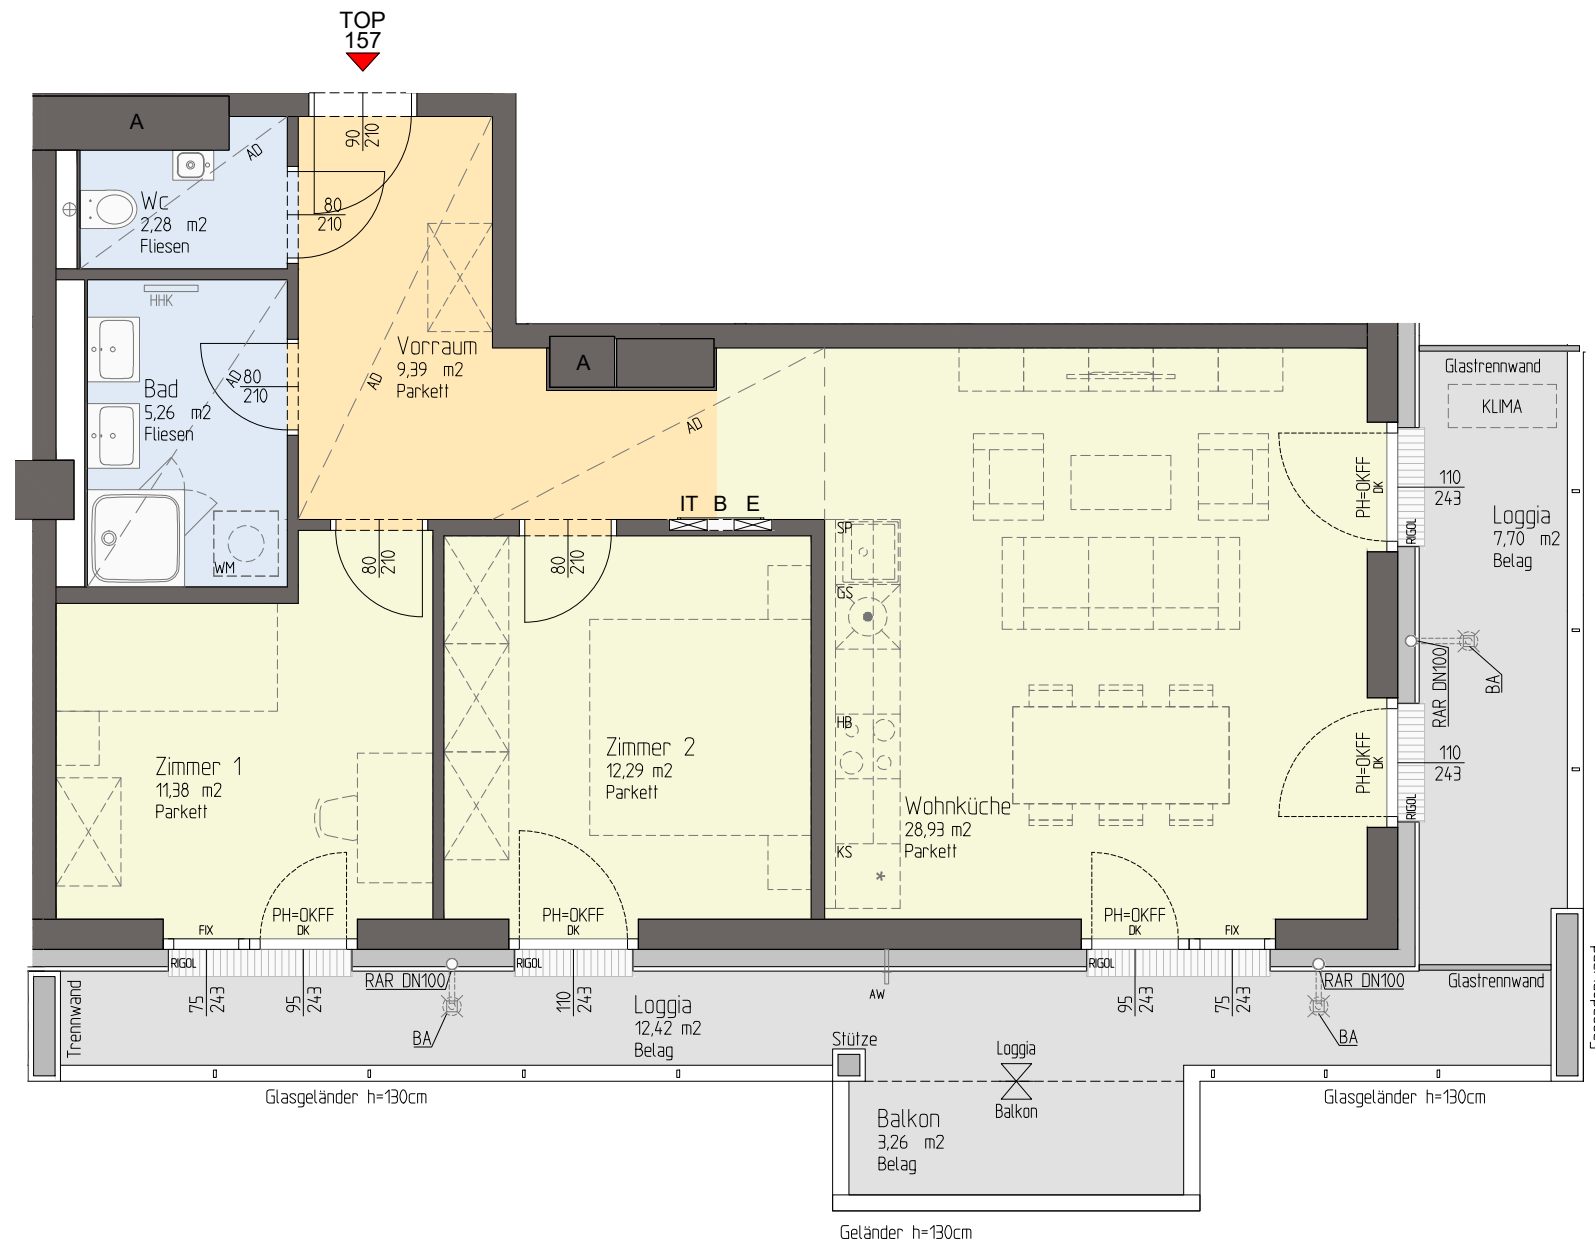 TOP
157
A
90
210
AD
Wc
2,28 m2
Fliesen
80
210
HHK
Vorraum
9,39 m2
Parkett
AD
A
Bad
5,26 m2
Fliesen
AD
80
210
WM
AD
IT B E
80
210
80
210
SP
GS
HB
KS
*
Zimmer 1
11,38 m2
Parkett
Zimmer 2
12,29 m2
Parkett
Wohnküche
28,93 m2
Parkett
Glastrennwand
KLIMA
PH=OKFF
DK
110
243
RIGOL
Loggia
7,70 m2
Belag
RAR DN100
BA
PH=OKFF
DK
110
243
RIGOL
FIX
PH=OKFF
DK
PH=OKFF
DK
PH=OKFF
DK
FIX
RIGOL
75
243
95
243
RAR DN100
BA
RIGOL
110
243
Loggia
12,42 m2
Belag
AW
RIGOL
95
243
75
243
RAR DN100
BA
Glastrennwand
Trennwand
Stütze
Loggia
Balkon
Balkon
3,26 m2
Belag
Glasgeländer h=130cm
Glasgeländer h=130cm
Geländer h=130cm